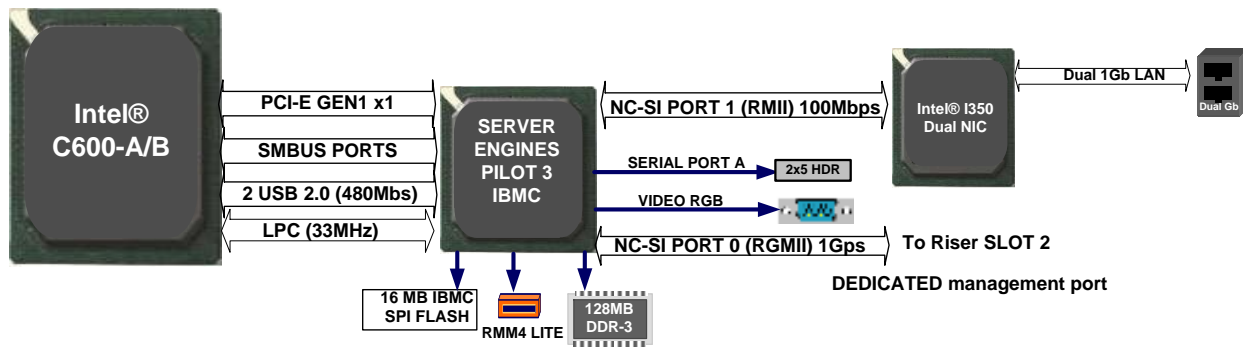 Intel®
C600-A/B
PCI-E GEN1 x1
SMBUS PORTS
2 USB 2.0 (480Mbs)
LPC (33MHz)
SERVER
ENGINES
PILOT 3
IBMC
NC-SI PORT 1 (RMII) 100Mbps
SERIAL PORT A
2x5 HDR
VIDEO RGB
NC-SI PORT 0 (RGMII) 1Gps
To Riser SLOT 2
DEDICATED management port
Intel® I350
Dual NIC
Dual 1Gb LAN
Dual Gb
16 MB IBMC
SPI FLASH
RMM4 LITE
128MB
DDR-3